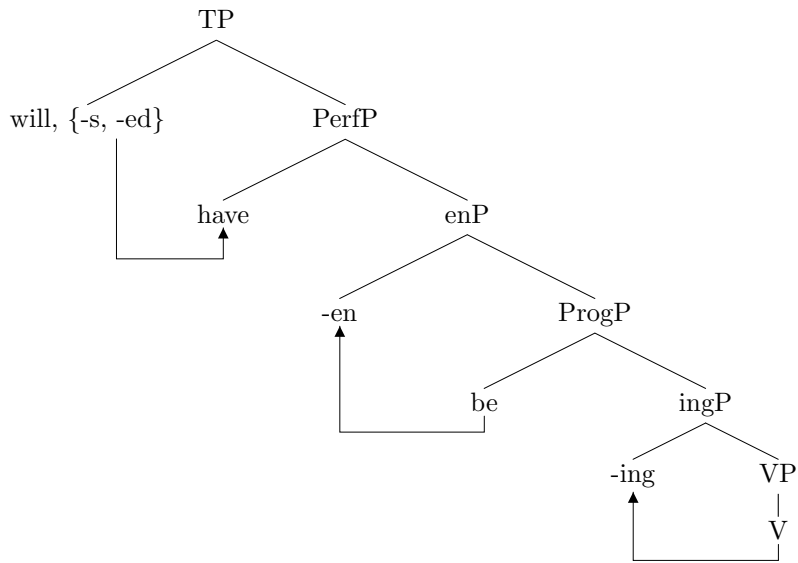 TP
will, {-s, -ed} PerfP
have enP
-en ProgP
be ingP
-ing VP
V